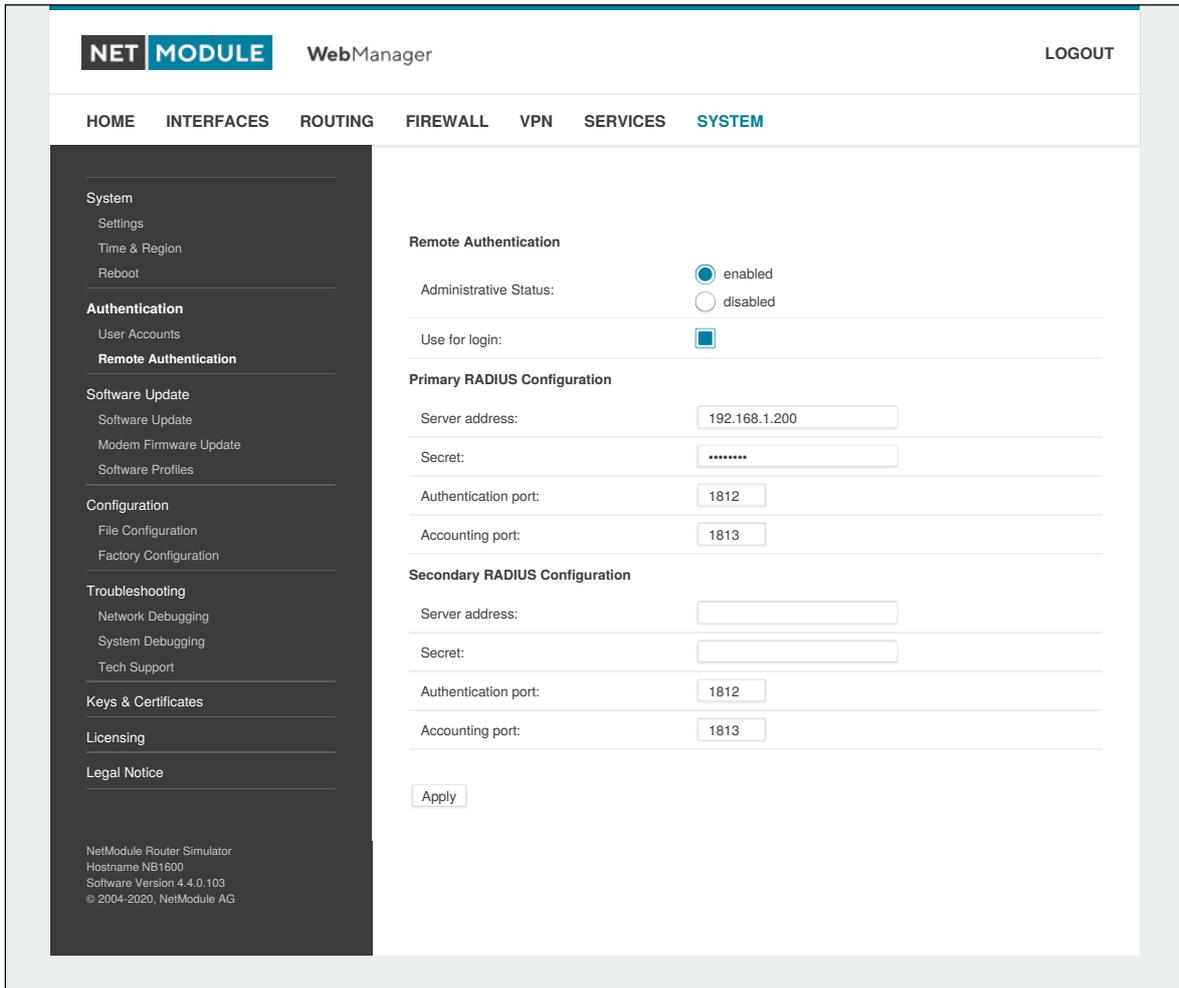 NET MODULE WebManager LOGOUT
HOME INTERFACES ROUTING FIREWALL VPN SERVICES SYSTEM
System
Settings
Time & Region
Reboot
Authentication
User Accounts
Remote Authentication
Software Update
Software Update
Modem Firmware Update
Software Profiles
Configuration
File Configuration
Factory Configuration
Troubleshooting
Network Debugging
System Debugging
Tech Support
Keys & Certificates
Licensing
Legal Notice
NetModule Router Simulator
Hostname NB1600
Software Version 4.4.0.103
© 2004-2020, NetModule AG
Remote Authentication
Administrative Status:
enabled
disabled
Use for login:
Primary RADIUS Configuration
Server address: 192.168.1.200
Secret: ••••••••
Authentication port: 1812
Accounting port: 1813
Secondary RADIUS Configuration
Server address:
Secret:
Authentication port: 1812
Accounting port: 1813
Apply